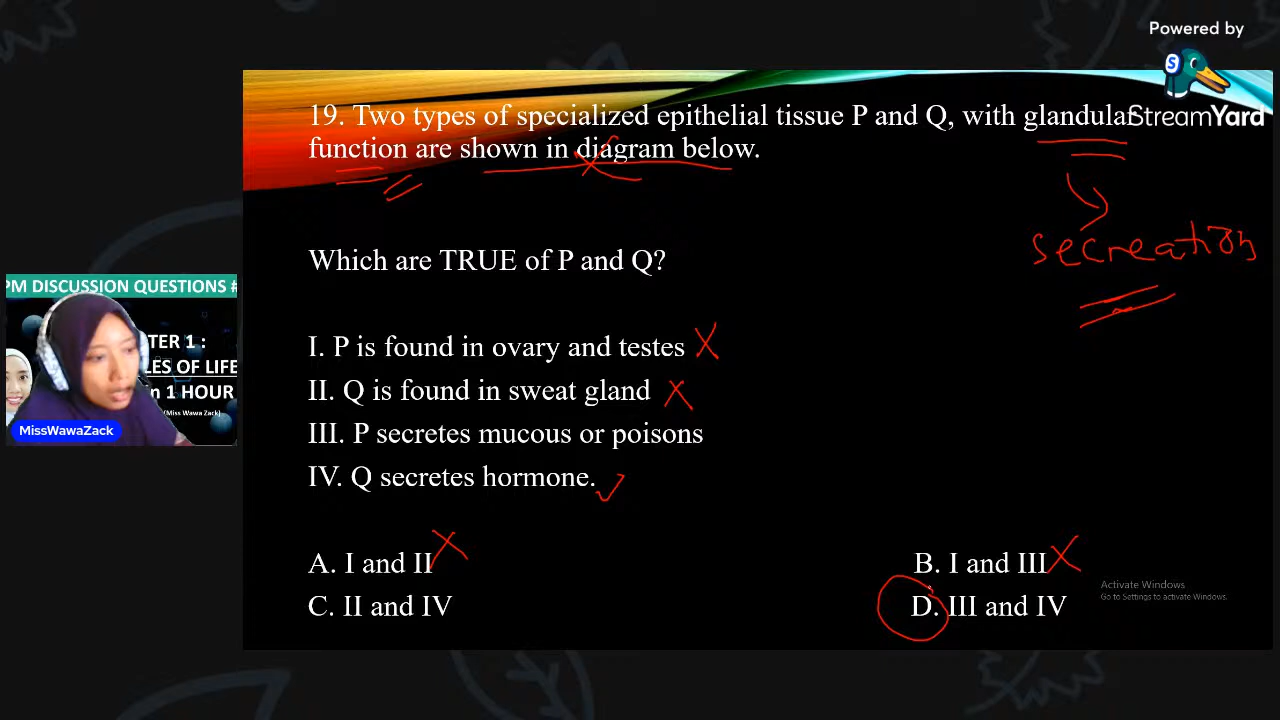 Powered by
StreamYard
19. Two types of specialized epithelial tissue P and Q, with glandular
function are shown in diagram below.
secreation
Which are TRUE of P and Q?
I. P is found in ovary and testes
II. Q is found in sweat gland
III. P secretes mucous or poisons
IV. Q secretes hormone.
A. I and II
B. I and III
C. II and IV
D. III and IV
PM DISCUSSION QUESTIONS #
TER 1 :
LES OF LIFE
n 1 HOUR
(Miss Wawa Zack)
MissWawaZack
Activate Windows
Go to Settings to activate Windows.